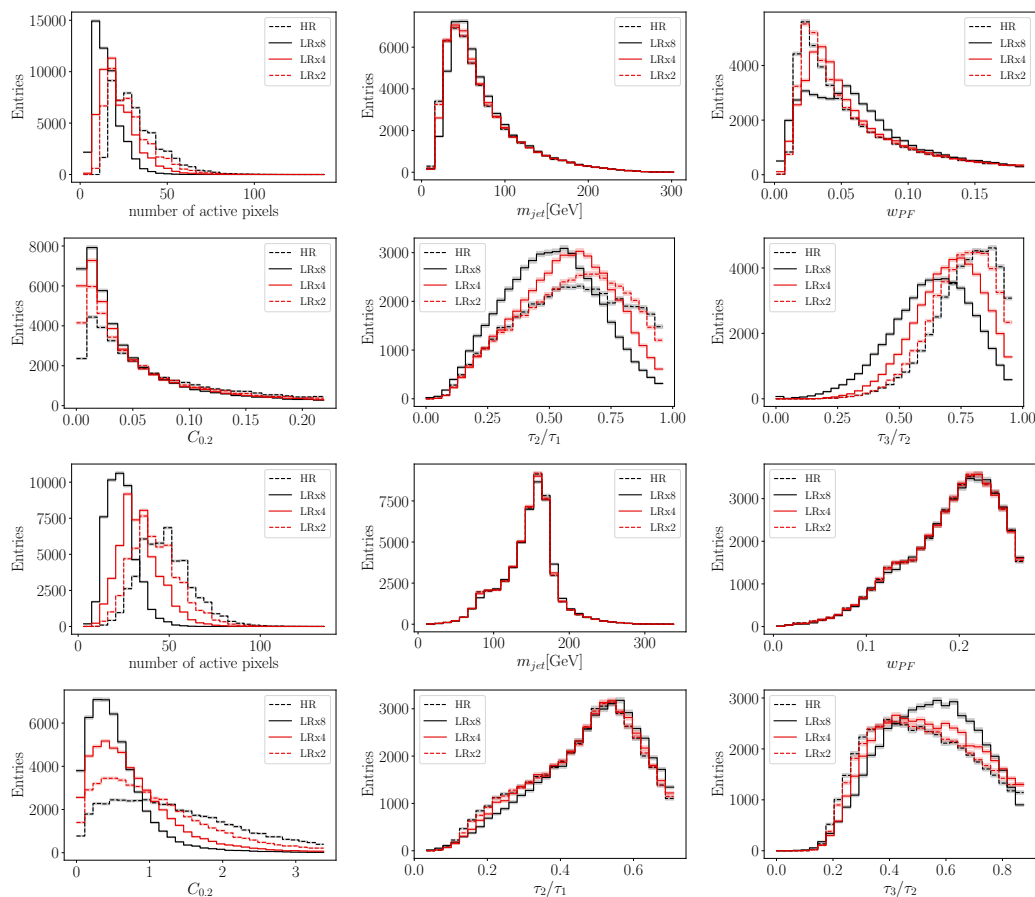 Entries
15000
10000
5000
0
0
50
100
number of active pixels
HR
LRx8
LRx4
LRx2
Entries
6000
4000
2000
0
0
100
200
300
m_jet[GeV]
HR
LRx8
LRx4
LRx2
Entries
4000
2000
0
0.00
0.05
0.10
0.15
w_PF
HR
LRx8
LRx4
LRx2
Entries
8000
6000
4000
2000
0
0.00
0.05
0.10
0.15
0.20
C_0.2
HR
LRx8
LRx4
LRx2
Entries
3000
2000
1000
0
0.00
0.25
0.50
0.75
1.00
τ_2/τ_1
HR
LRx8
LRx4
LRx2
Entries
4000
2000
0
0.00
0.25
0.50
0.75
1.00
τ_3/τ_2
HR
LRx8
LRx4
LRx2
Entries
10000
7500
5000
2500
0
0
50
100
number of active pixels
HR
LRx8
LRx4
LRx2
Entries
7500
5000
2500
0
0
100
200
300
m_jet[GeV]
HR
LRx8
LRx4
LRx2
Entries
3000
2000
1000
0
0.0
0.1
0.2
w_PF
HR
LRx8
LRx4
LRx2
Entries
6000
4000
2000
0
0
1
2
3
C_0.2
HR
LRx8
LRx4
LRx2
Entries
3000
2000
1000
0
0.0
0.2
0.4
0.6
τ_2/τ_1
HR
LRx8
LRx4
LRx2
Entries
3000
2000
1000
0
0.0
0.2
0.4
0.6
0.8
τ_3/τ_2
HR
LRx8
LRx4
LRx2